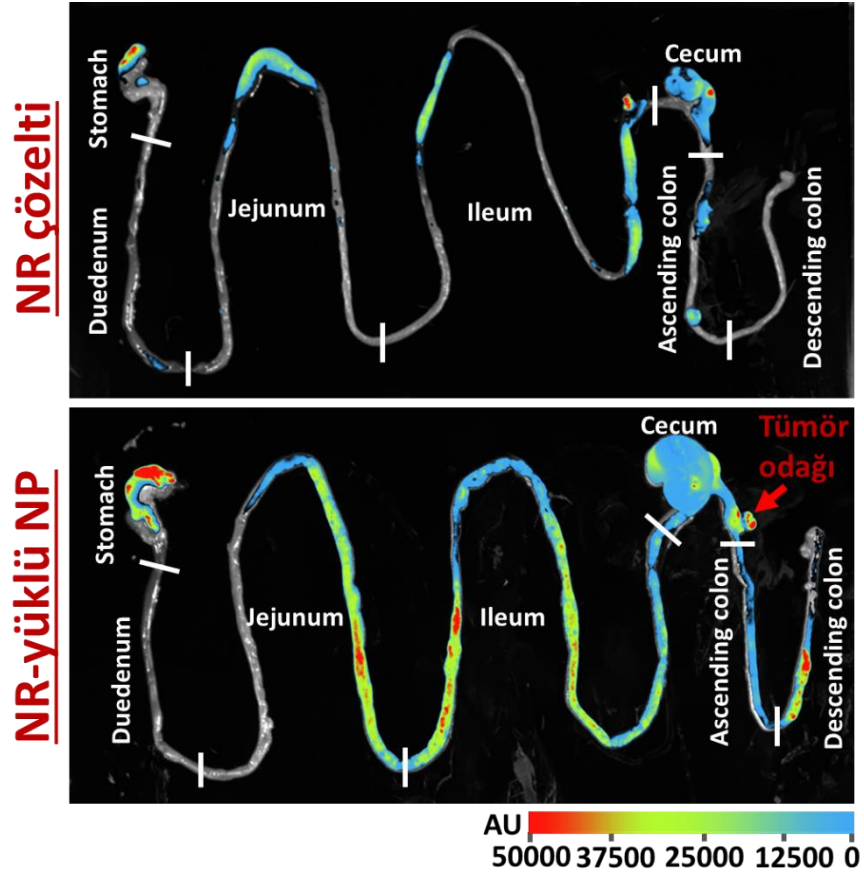 NR çözelti
Stomach
Duedenum
Jejunum
Ileum
Cecum
Ascending colon
Descending colon
NR-yüklü NP
Stomach
Duedenum
Jejunum
Ileum
Cecum
Tümör
odağı
Ascending colon
Descending colon
AU
50000 37500 25000 12500 0